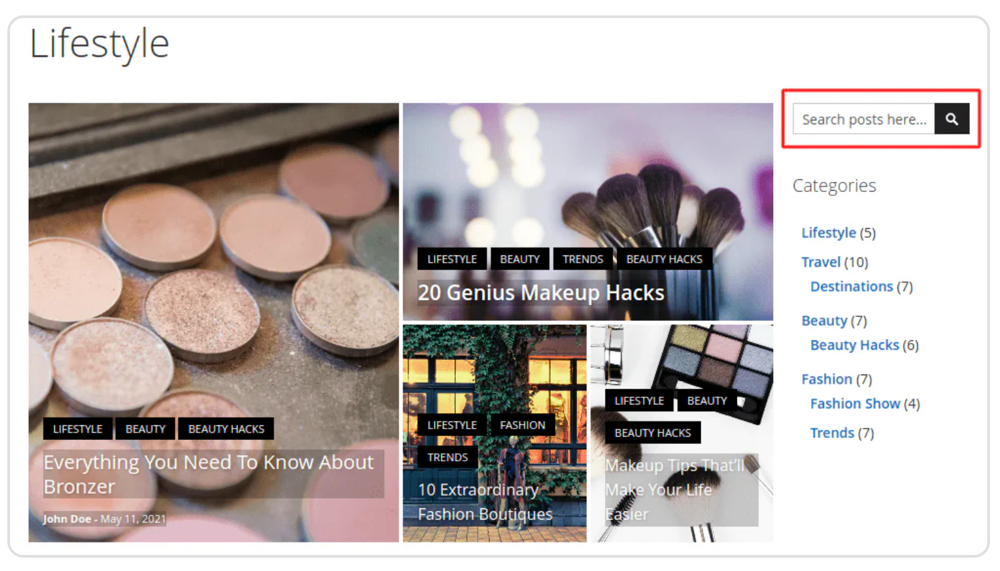 Lifestyle
LIFESTYLE BEAUTY BEAUTY HACKS
Everything You Need To Know About
Bronzer
John Doe - May 11, 2021
LIFESTYLE BEAUTY TRENDS BEAUTY HACKS
20 Genius Makeup Hacks
LIFESTYLE FASHION
TRENDS
10 Extraordinary
Fashion Boutiques
LIFESTYLE BEAUTY
BEAUTY HACKS
Makeup Tips That'll
Make Your Life
Easier
Search posts here...
Categories
Lifestyle (5)
Travel (10)
Destinations (7)
Beauty (7)
Beauty Hacks (6)
Fashion (7)
Fashion Show (4)
Trends (7)